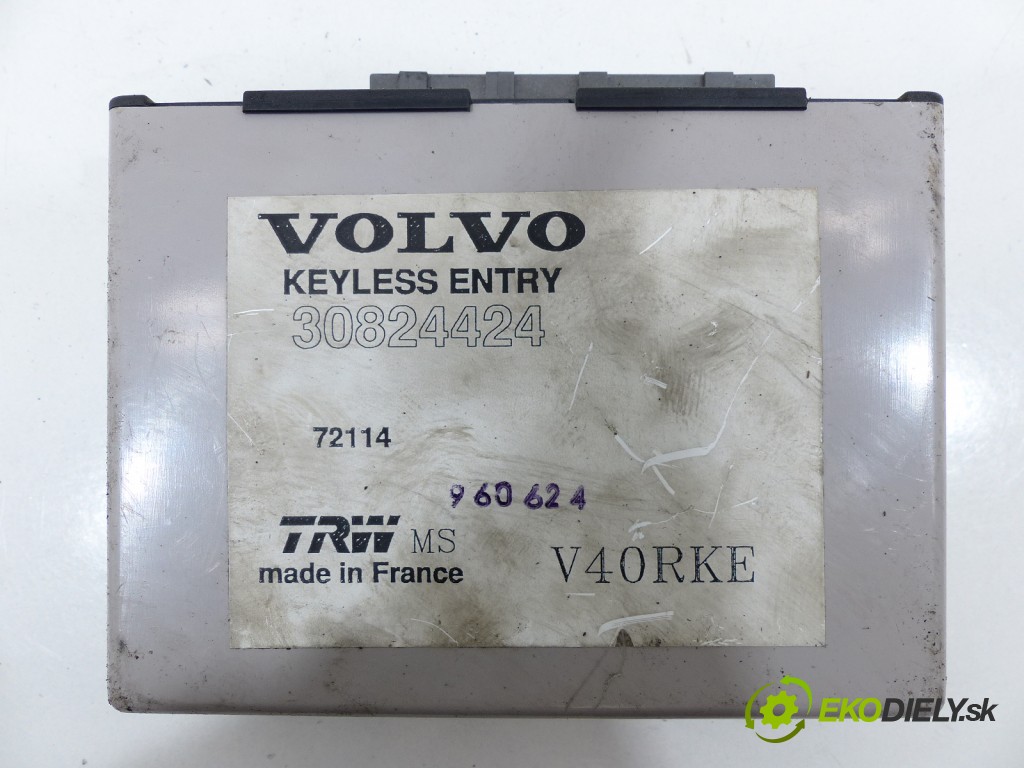 VOLVO
KEYLESS ENTRY
30824424
72114
960624
TRW MS
made in France
V40RKE
EKODIELY.sk